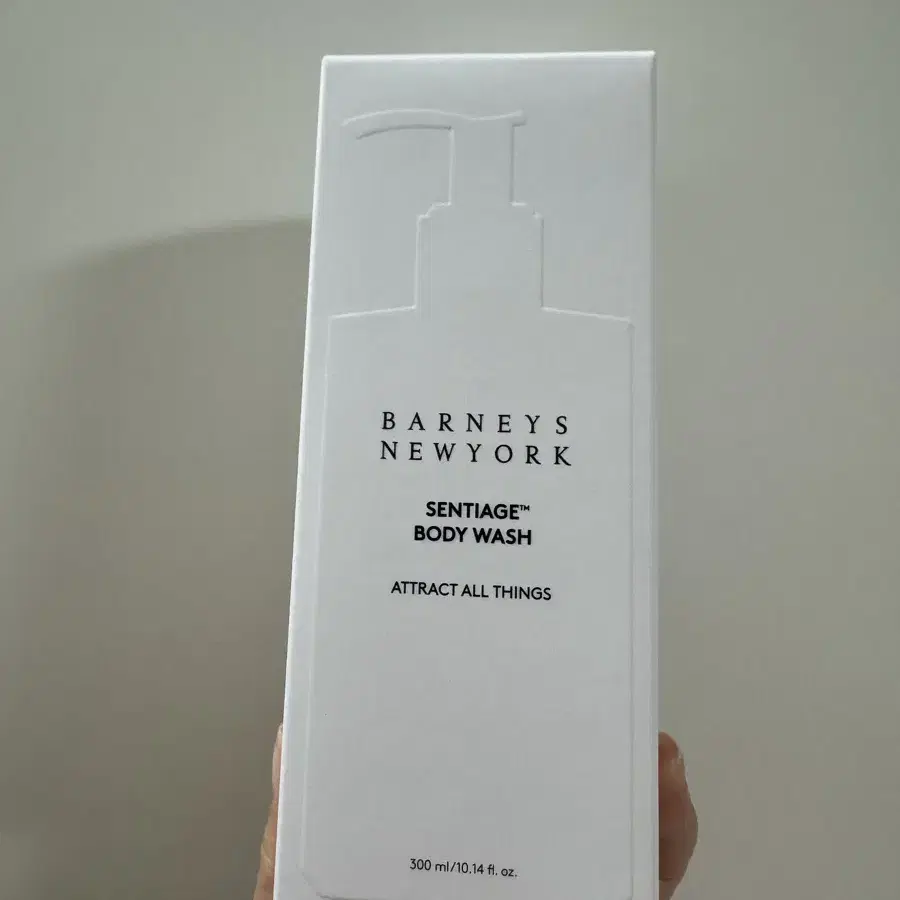 BARNEYS
NEWYORK
SENTIAGE™
BODY WASH
ATTRACT ALL THINGS
300 ml/10.14 fl. oz.